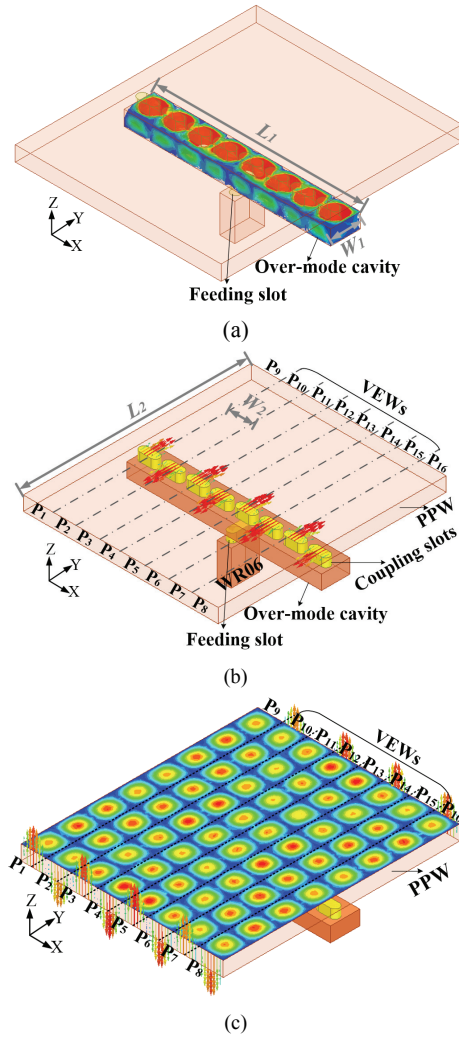 L1
W1
Z
Y
X
Over-mode cavity
Feeding slot
(a)
P9 P10 P11 P12 P13 P14 P15 P16
VEWs
L2
W2
PPW
P1 P2 P3 P4 P5 P6 P7 P8
Coupling slots
WR06
Z
Y
X
Over-mode cavity
Feeding slot
(b)
P9 P10 P11 P12 P13 P14 P15 P16
VEWs
P1 P2 P3 P4 P5 P6 P7 P8
PPW
Z
Y
X
(c)